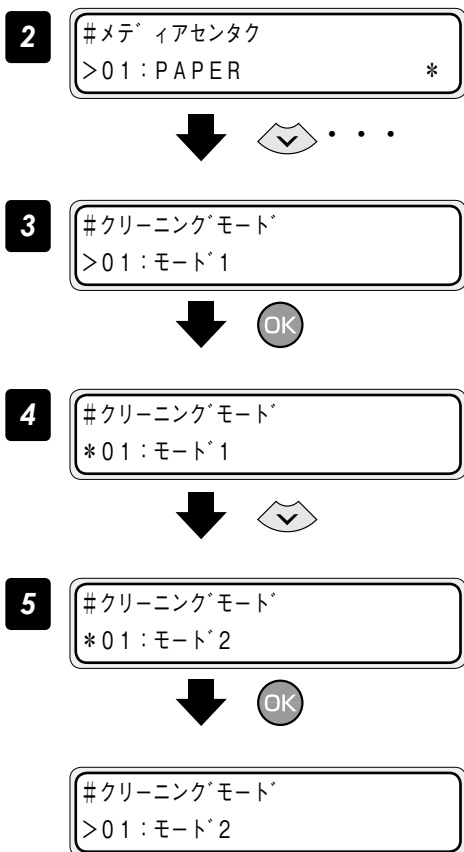 2
#メディアセンタク
>01:PAPER *
・・・
3
#クリーニングモード
>01:モード1
OK
4
#クリーニングモード
*01:モード1
5
#クリーニングモード
*01:モード2
OK
#クリーニングモード
>01:モード2